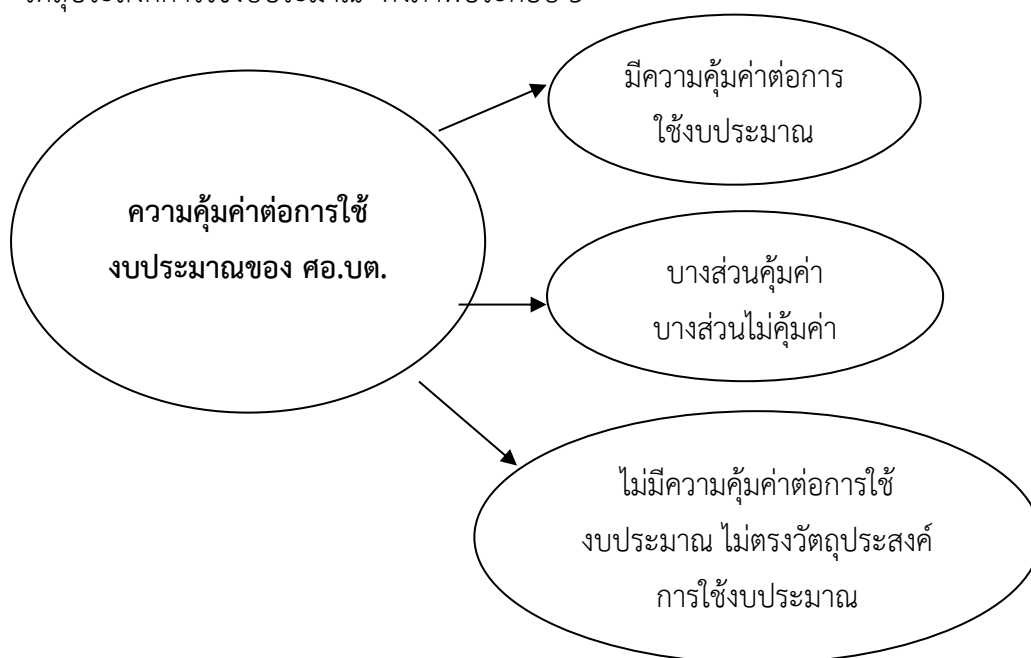 มีความคุ้มค่าต่อการ
ใช้งบประมาณ
ความคุ้มค่าต่อการใช้
งบประมาณของ ศอ.บต.
บางส่วนคุ้มค่า
บางส่วนไม่คุ้มค่า
ไม่มีความคุ้มค่าต่อการใช้
งบประมาณ ไม่ตรงวัตถุประสงค์
การใช้งบประมาณ